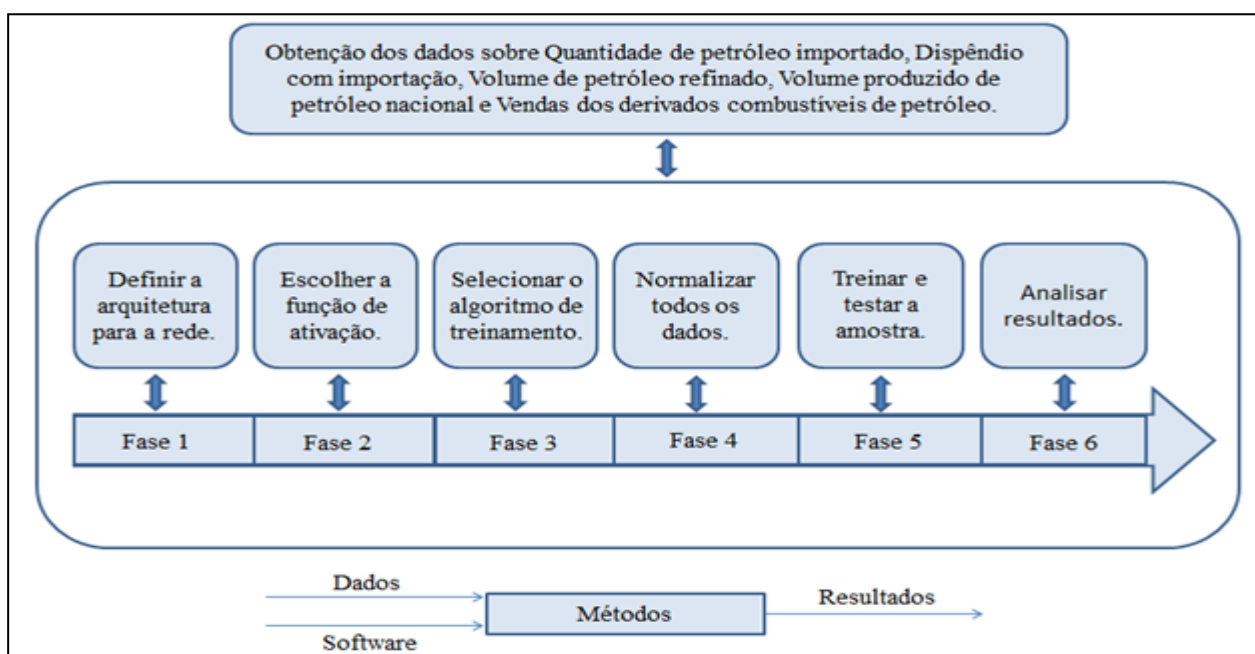 Obtenção dos dados sobre Quantidade de petróleo importado, Dispêndio
com importação, Volume de petróleo refinado, Volume produzido de
petróleo nacional e Vendas dos derivados combustíveis de petróleo.
Definir a
arquitetura
para a rede.
Escolher a
função de
ativação.
Selecionar o
algoritmo de
treinamento.
Normalizar
todos os
dados.
Treinar e
testar a
amostra.
Analisar
resultados.
Fase 1
Fase 2
Fase 3
Fase 4
Fase 5
Fase 6
Dados
Software
Métodos
Resultados